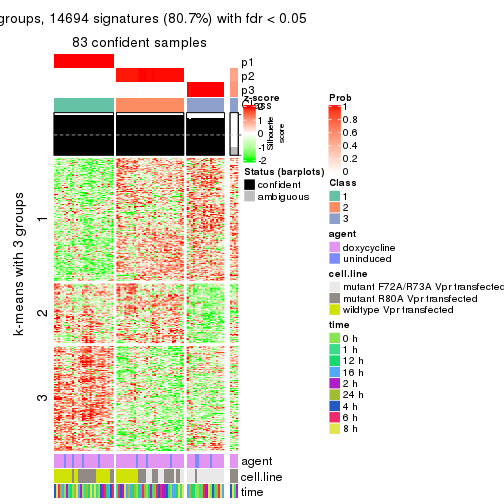 groups, 14694 signatures (80.7%) with fdr < 0.05
83 confident samples
p1
p2
p3
Class
z-score
2
1
0
-1
-2
Silhouette
score
Prob
1
0.8
0.6
0.4
0.2
0
Status (barplots)
confident
ambiguous
Class
1
2
3
agent
doxycycline
uninduced
cell.line
mutant F72A/R73A Vpr transfected
mutant R80A Vpr transfected
wildtype Vpr transfected
time
0 h
1 h
12 h
16 h
2 h
24 h
4 h
6 h
8 h
k-means with 3 groups
1
2
3
agent
cell.line
time